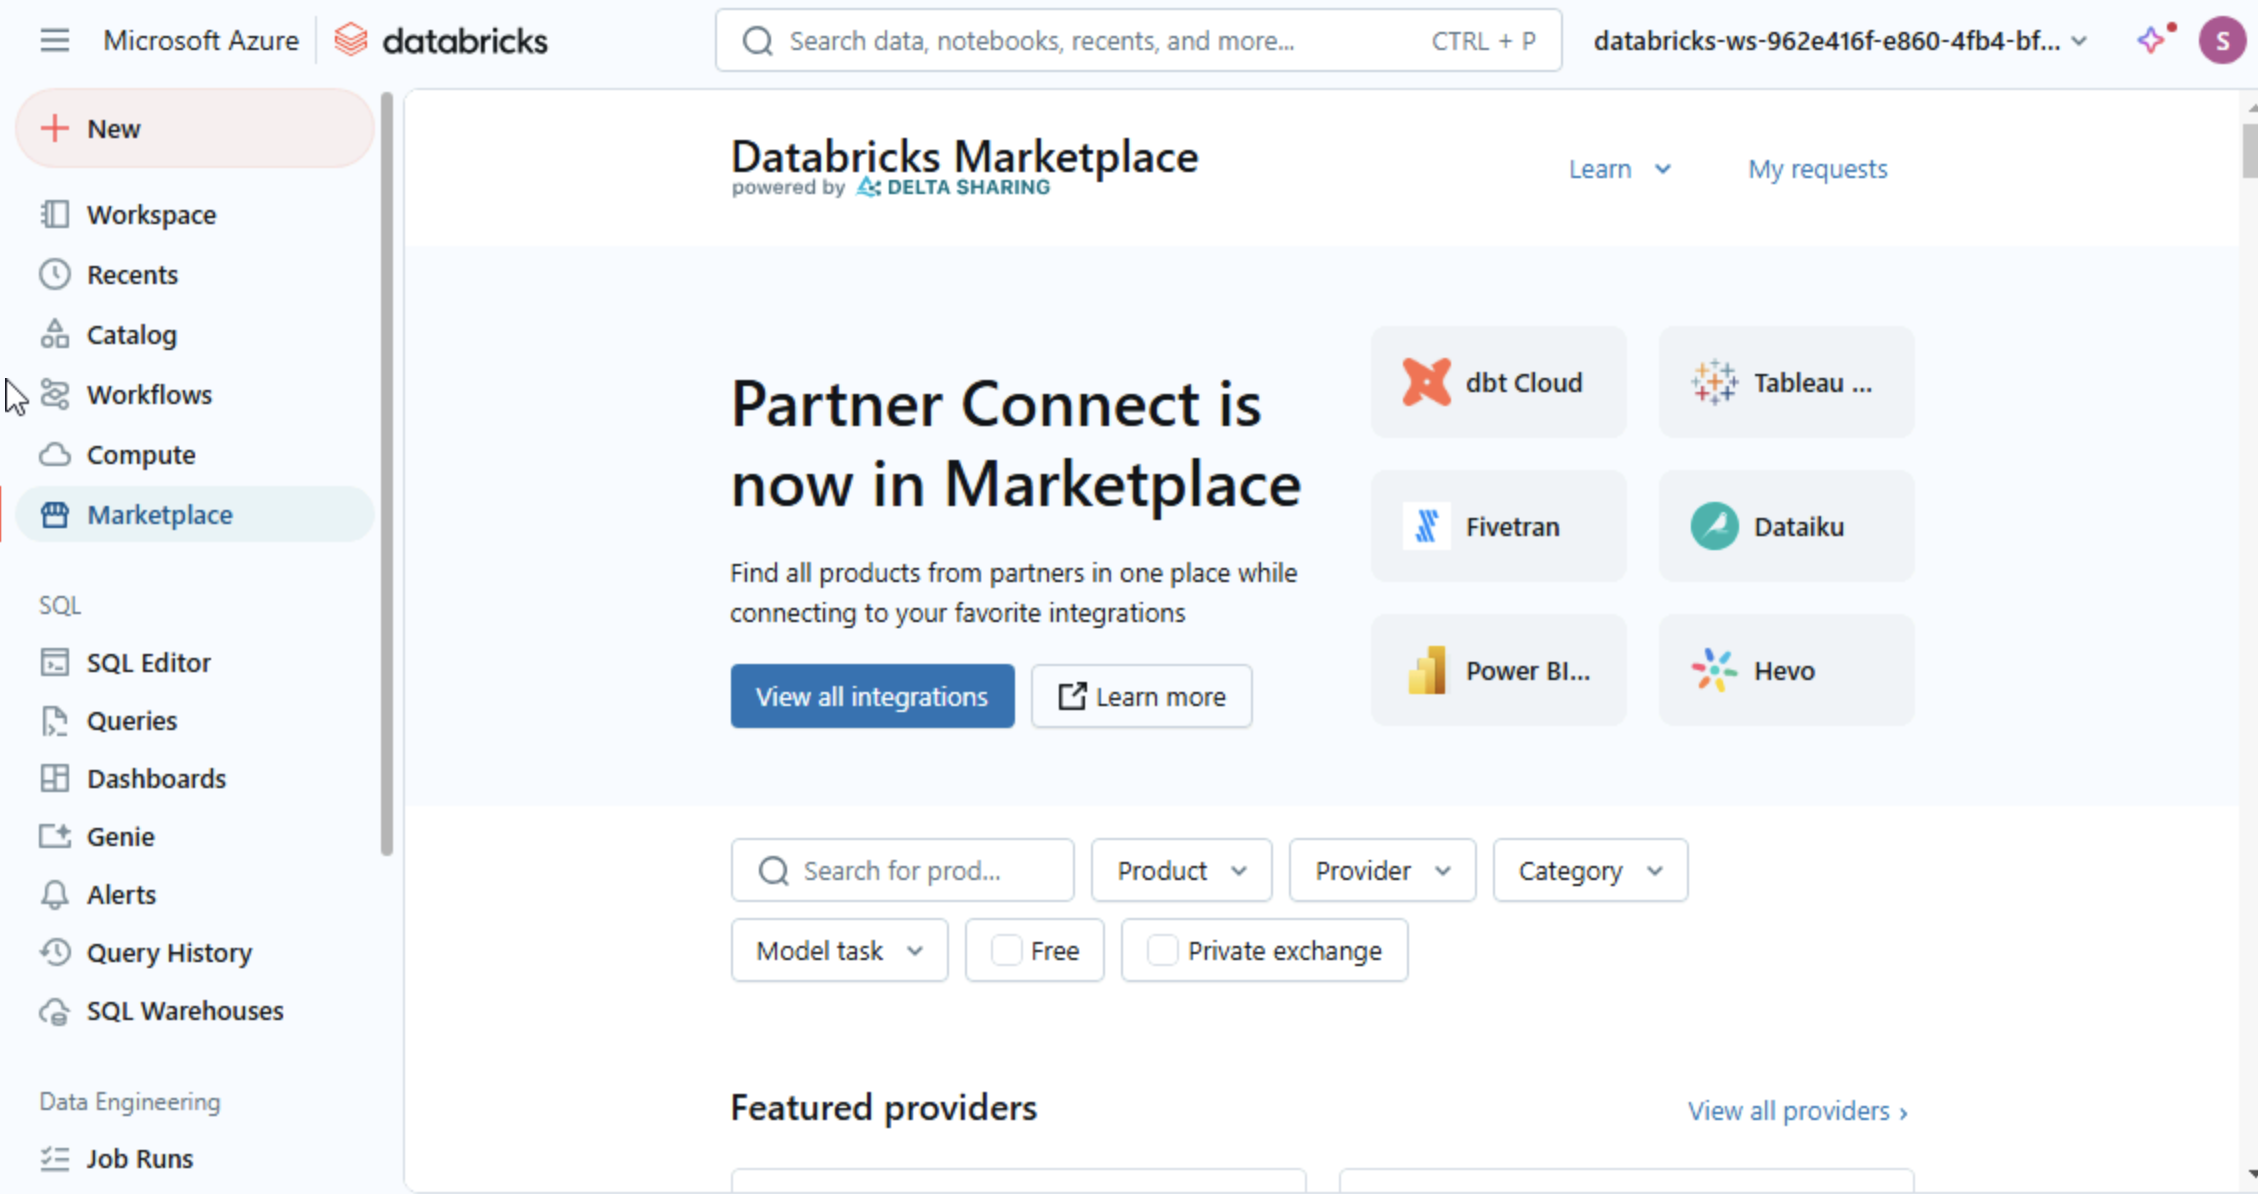 Microsoft Azure databricks
Search data, notebooks, recents, and more... CTRL + P
databricks-ws-962e416f-e860-4fb4-bf...
S
New
Workspace
Recents
Catalog
Workflows
Compute
Marketplace
SQL
SQL Editor
Queries
Dashboards
Genie
Alerts
Query History
SQL Warehouses
Data Engineering
Job Runs
Databricks Marketplace
powered by DELTA SHARING
Learn
My requests
Partner Connect is
now in Marketplace
Find all products from partners in one place while
connecting to your favorite integrations
View all integrations
Learn more
dbt Cloud
Tableau ...
Fivetran
Dataiku
Power BI...
Hevo
Search for prod...
Product
Provider
Category
Model task
Free
Private exchange
Featured providers
View all providers ›